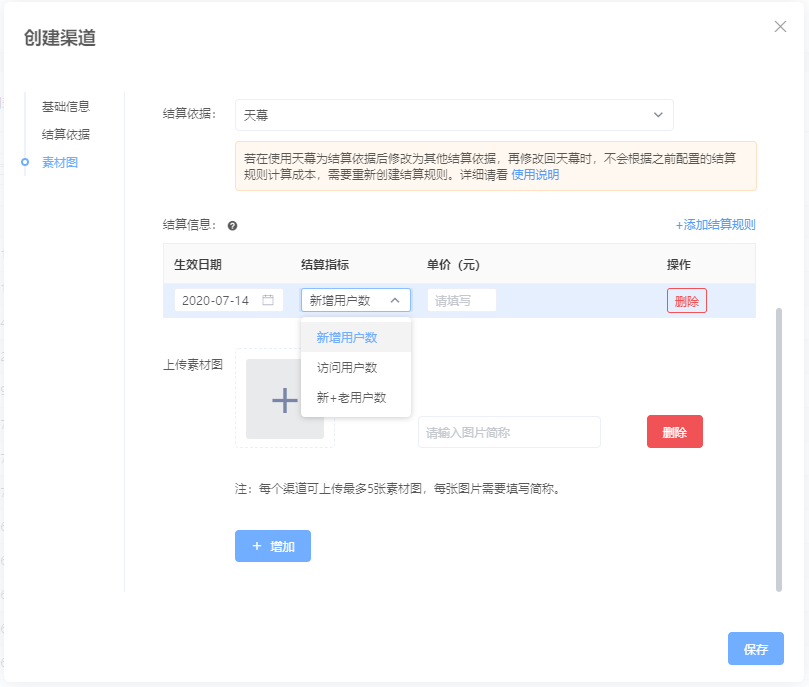 创建渠道
基础信息
结算依据
素材图
结算依据：
天幕
若在使用天幕为结算依据后修改为其他结算依据，再修改回天幕时，不会根据之前配置的结算
规则计算成本，需要重新创建结算规则。详细请看 使用说明
结算信息：
+添加结算规则
生效日期 结算指标 单价（元） 操作
2020-07-14 新增用户数 请填写 删除
新增用户数
访问用户数
新+老用户数
上传素材图
请输入图片简称
删除
注：每个渠道可上传最多5张素材图，每张图片需要填写简称。
+ 增加
保存